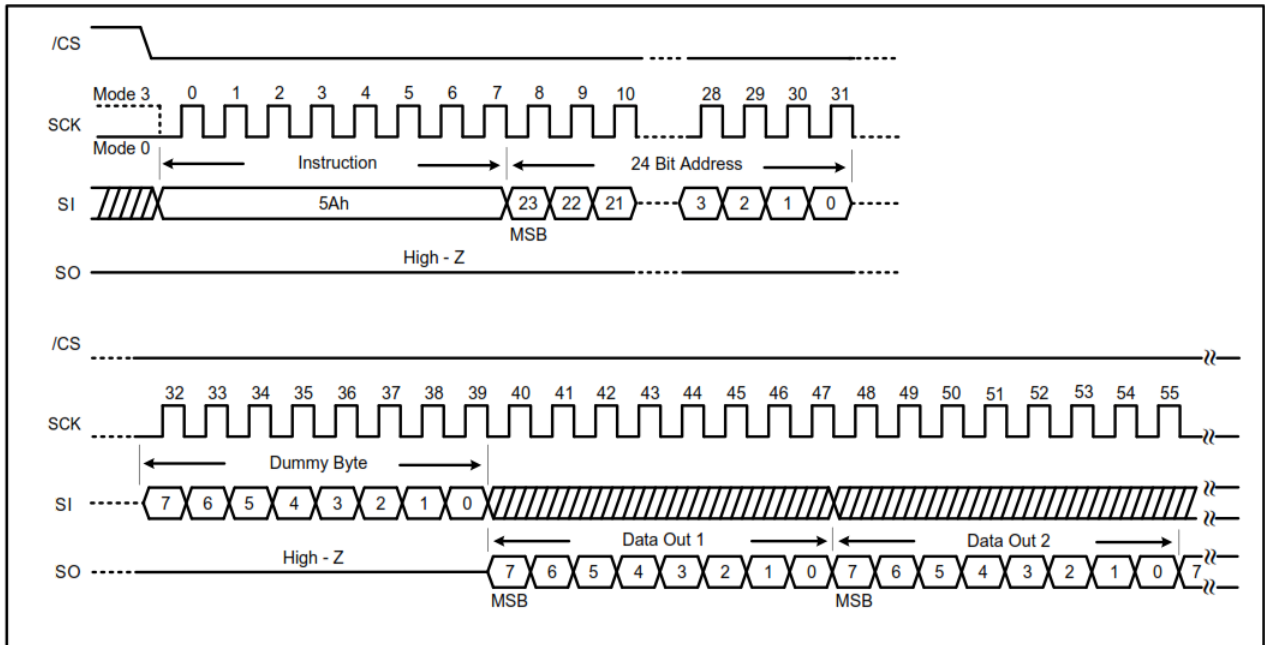 /CS
Mode 3 0 1 2 3 4 5 6 7 8 9 10 28 29 30 31
SCK
Mode 0
Instruction 24 Bit Address
SI 5Ah 23 22 21 3 2 1 0
MSB
High - Z
SO
/CS
32 33 34 35 36 37 38 39 40 41 42 43 44 45 46 47 48 49 50 51 52 53 54 55
SCK
Dummy Byte
SI 7 6 5 4 3 2 1 0
Data Out 1 Data Out 2
High - Z
SO 7 6 5 4 3 2 1 0 7 6 5 4 3 2 1 0 7
MSB MSB